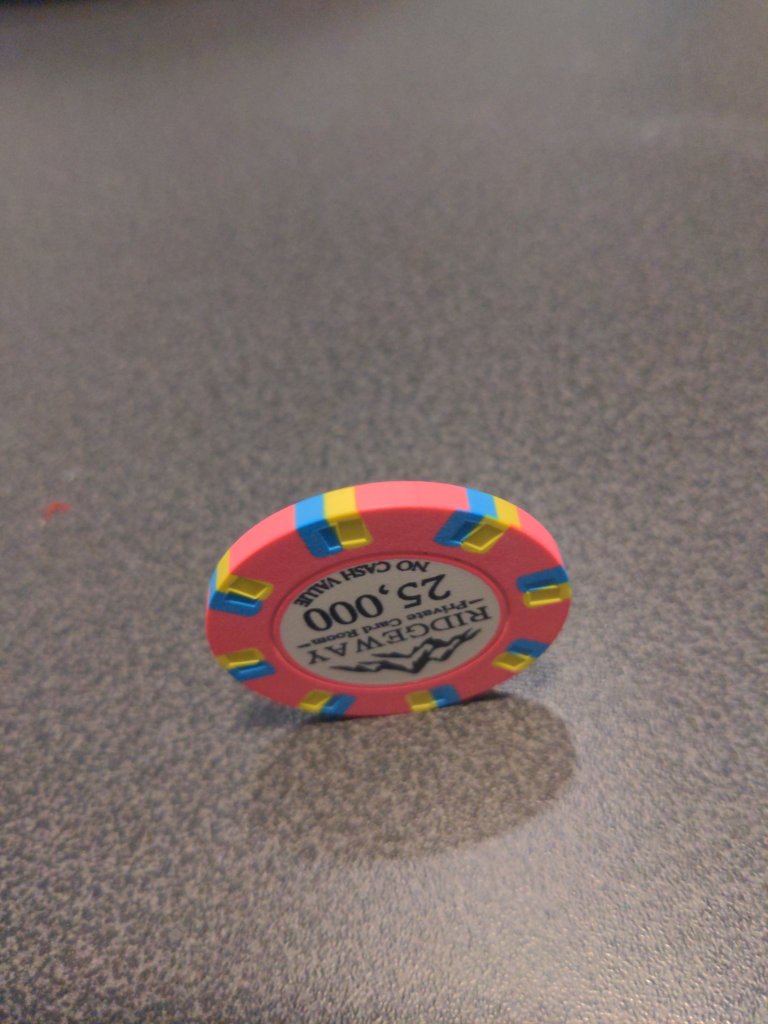 RIDGEWAY
–Private Card Room–
25,000
NO CASH VALUE